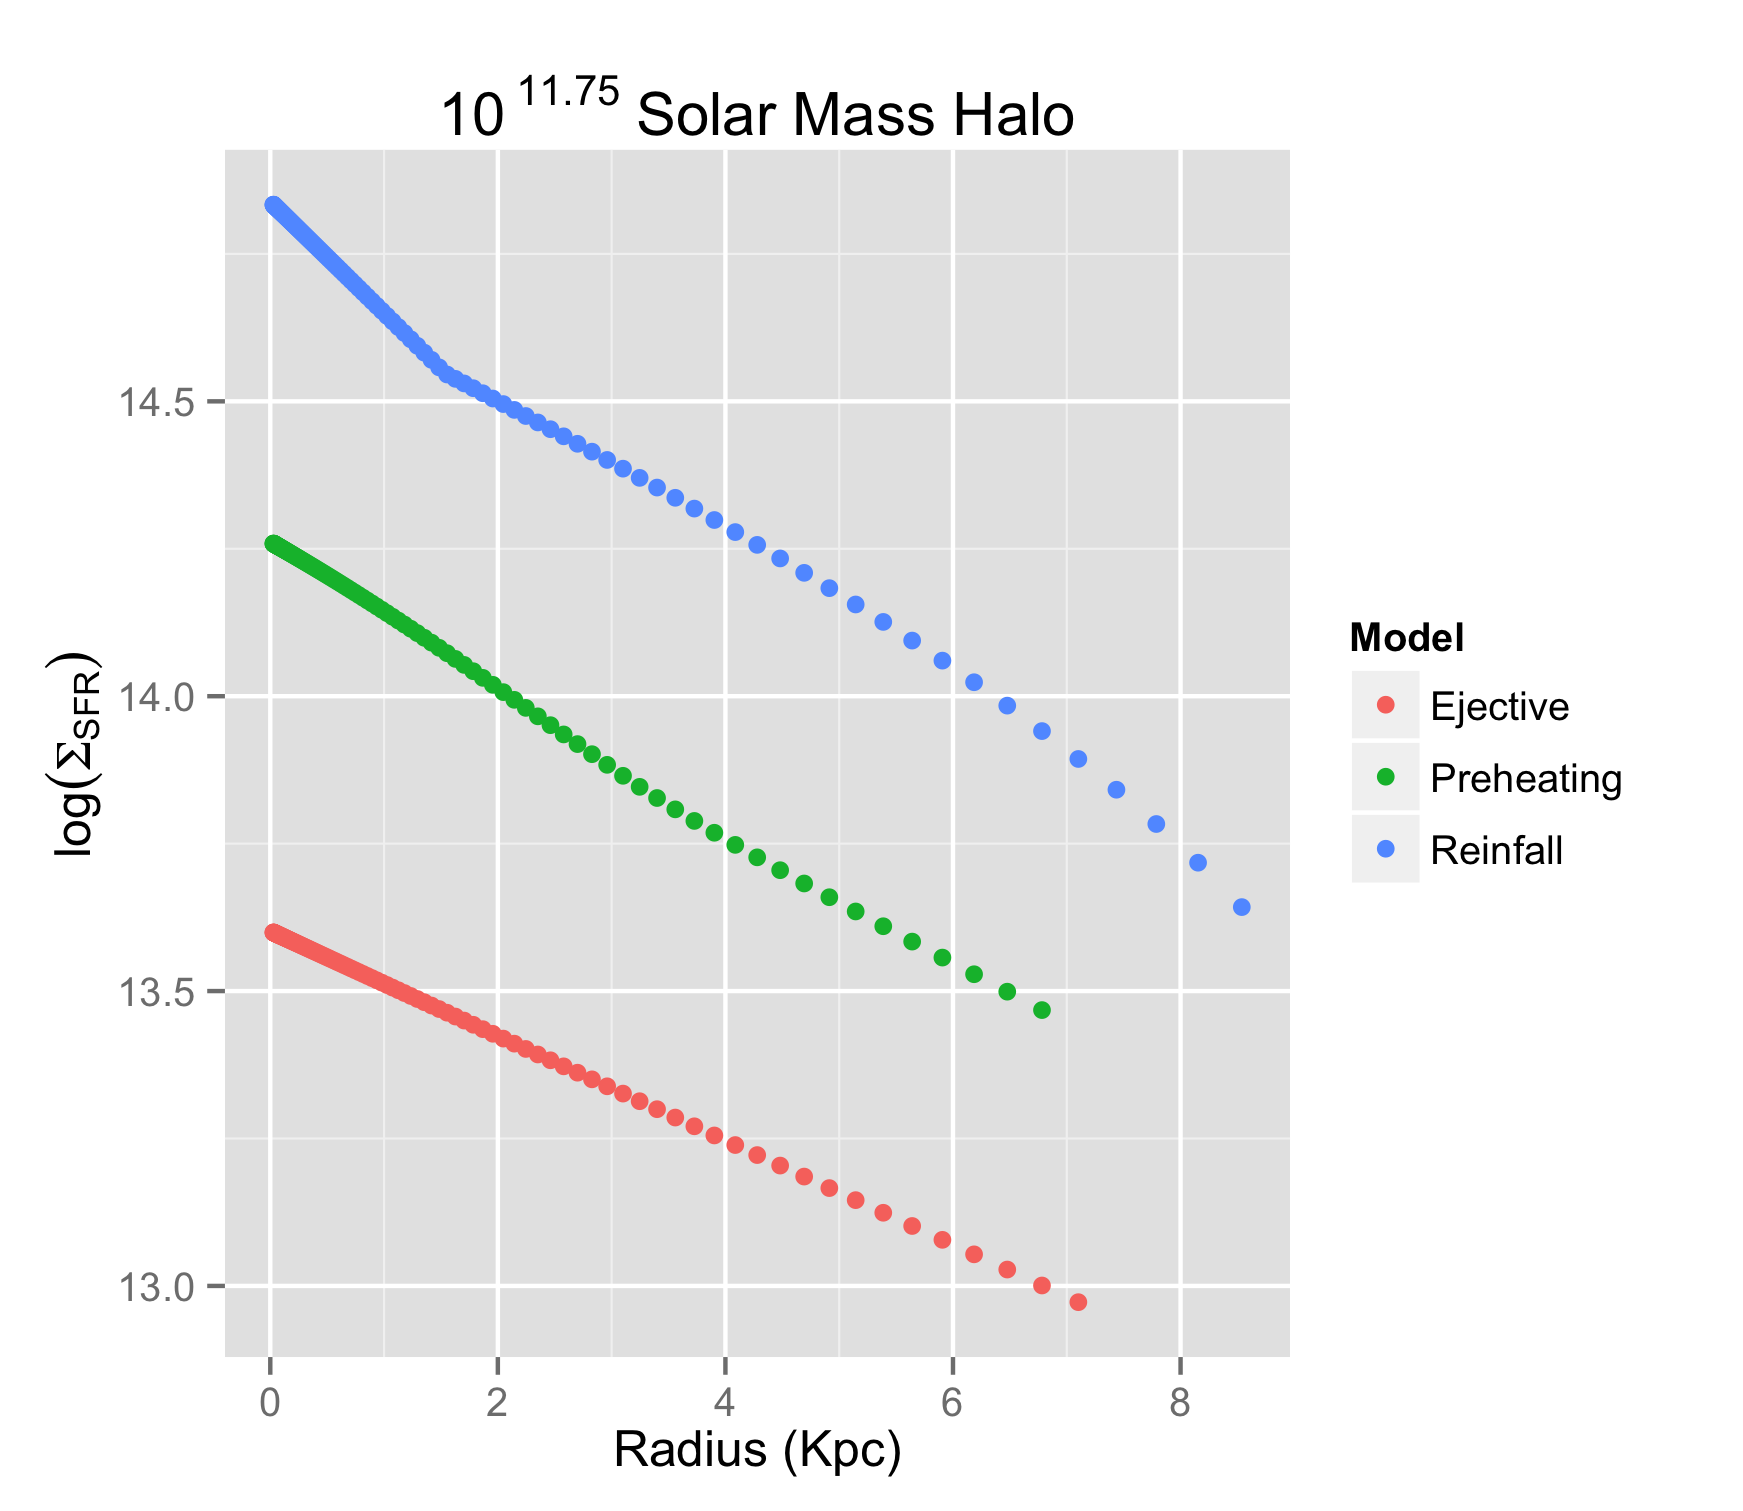 10 11.75 Solar Mass Halo
log(ΣSFR)
14.5
14.0
13.5
13.0
0 2 4 6 8
Radius (Kpc)
Model
Ejective
Preheating
Reinfall